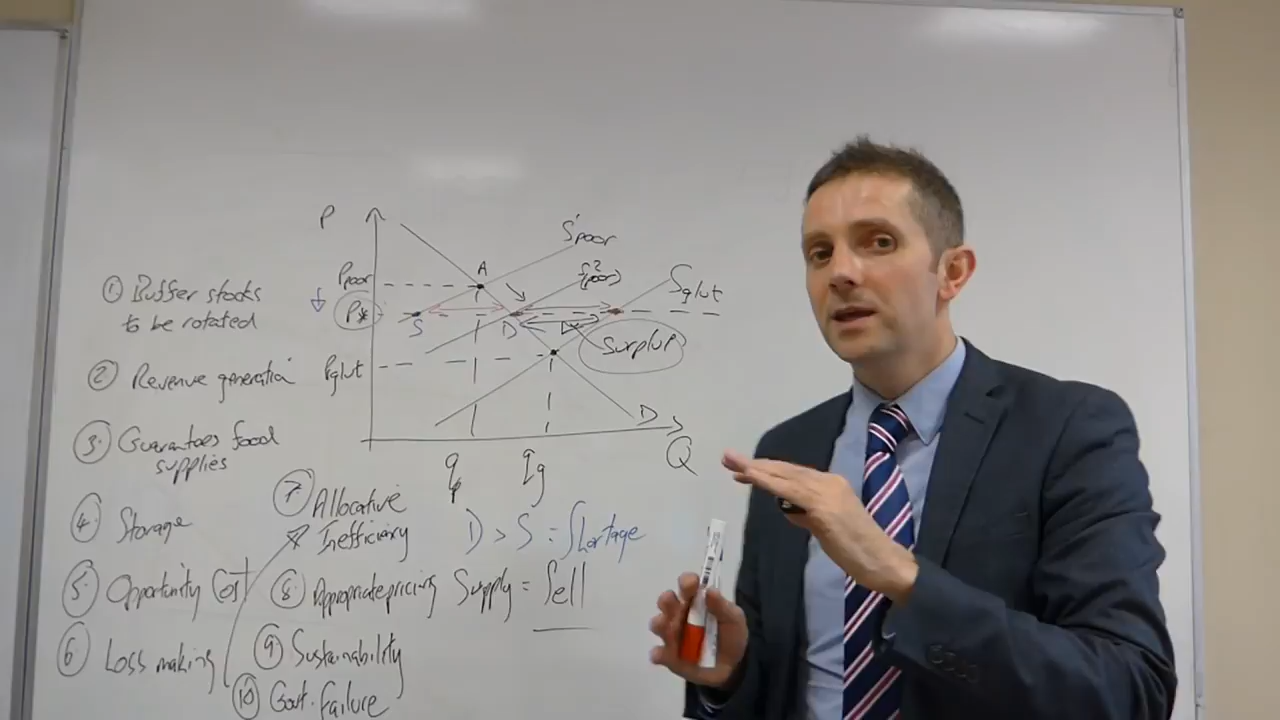 P
S'poor
A
S²(poor)
Sglut
Ppoor
P*
S
D
Surplus
Pglut
D
Q
qp
qg
① Buffer stocks
to be rotated
② Revenue generation
③ Guarantees food
supplies
④ Storage
⑤ Opportunity Cost
⑥ Loss making
⑦ Allocative
Inefficiency
⑧ Appropriate pricing
⑨ Sustainability
⑩ Govt. Failure
D > S = Shortage
Supply = Sell